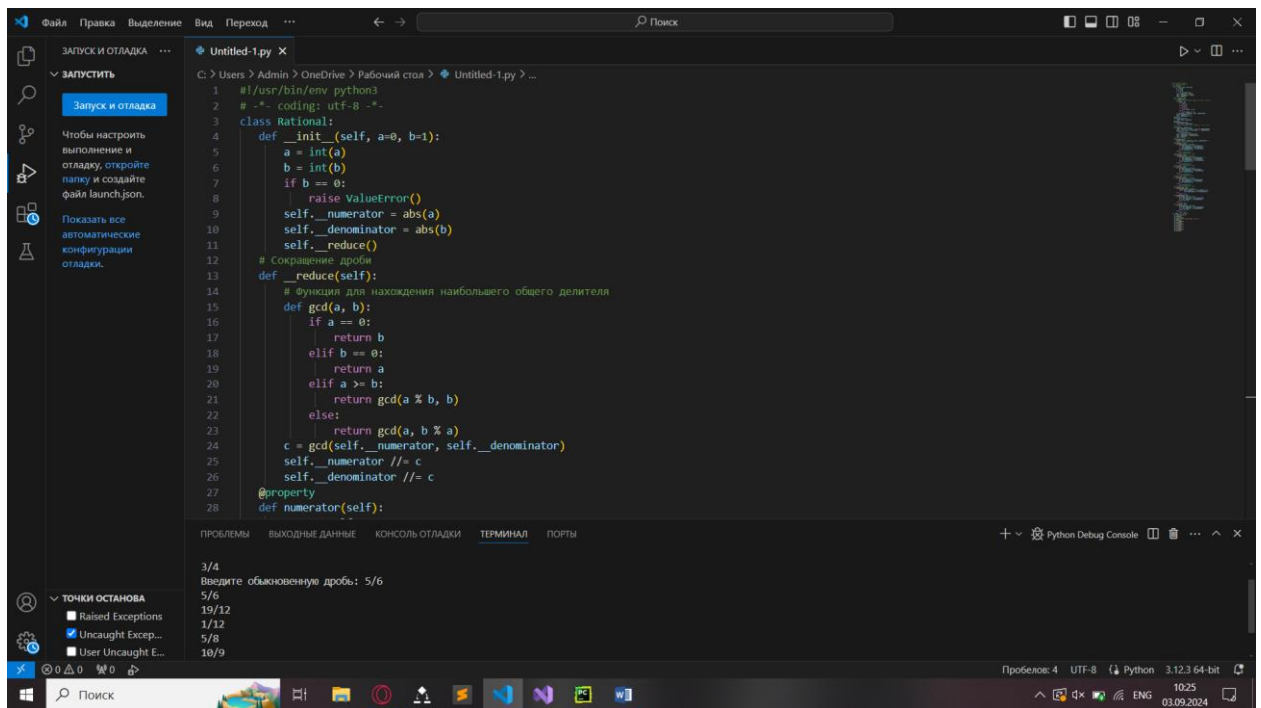 Файл Правка Выделение Вид Переход ··· Поиск
ЗАПУСК И ОТЛАДКА ···
Untitled-1.py
ЗАПУСТИТЬ
Запуск и отладка
Чтобы настроить
выполнение и
отладку, откройте
папку и создайте
файл launch.json.
Показать все
автоматические
конфигурации
отладки.
C: > Users > Admin > OneDrive > Рабочий стол > Untitled-1.py > ...
1 #!/usr/bin/env python3
2 # -*- coding: utf-8 -*-
3 class Rational:
4 def __init__(self, a=0, b=1):
5 a = int(a)
6 b = int(b)
7 if b == 0:
8 raise ValueError()
9 self.__numerator = abs(a)
10 self.__denominator = abs(b)
11 self.__reduce()
12 # Сокращение дроби
13 def __reduce(self):
14 # Функция для нахождения наибольшего общего делителя
15 def gcd(a, b):
16 if a == 0:
17 return b
18 elif b == 0:
19 return a
20 elif a >= b:
21 return gcd(a % b, b)
22 else:
23 return gcd(a, b % a)
24 c = gcd(self.__numerator, self.__denominator)
25 self.__numerator //= c
26 self.__denominator //= c
27 @property
28 def numerator(self):
ПРОБЛЕМЫ ВЫХОДНЫЕ ДАННЫЕ КОНСОЛЬ ОТЛАДКИ ТЕРМИНАЛ ПОРТЫ Python Debug Console
3/4
Введите обыкновенную дробь: 5/6
5/6
19/12
1/12
5/8
10/9
ТОЧКИ ОСТАНОВА
Raised Exceptions
Uncaught Excep...
User Uncaught E...
0 0 0 Пробелов: 4 UTF-8 Python 3.12.3 64-bit
Поиск
ENG
10:25
03.09.2024